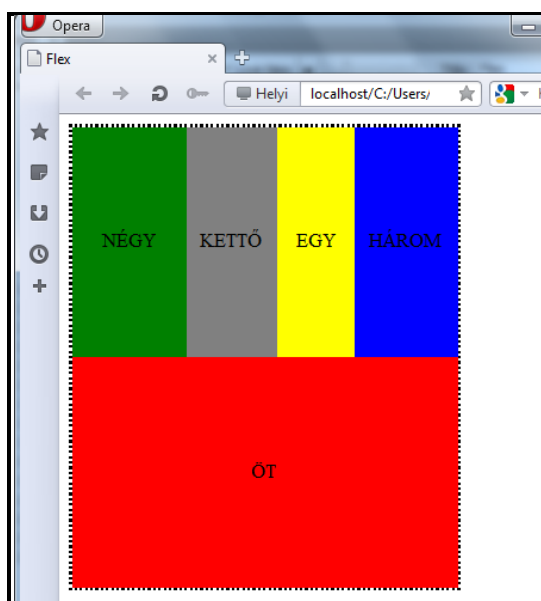 Opera
Flex
Helyi localhost/C:/Users/
NÉGY KETTŐ EGY HÁROM
ÖT